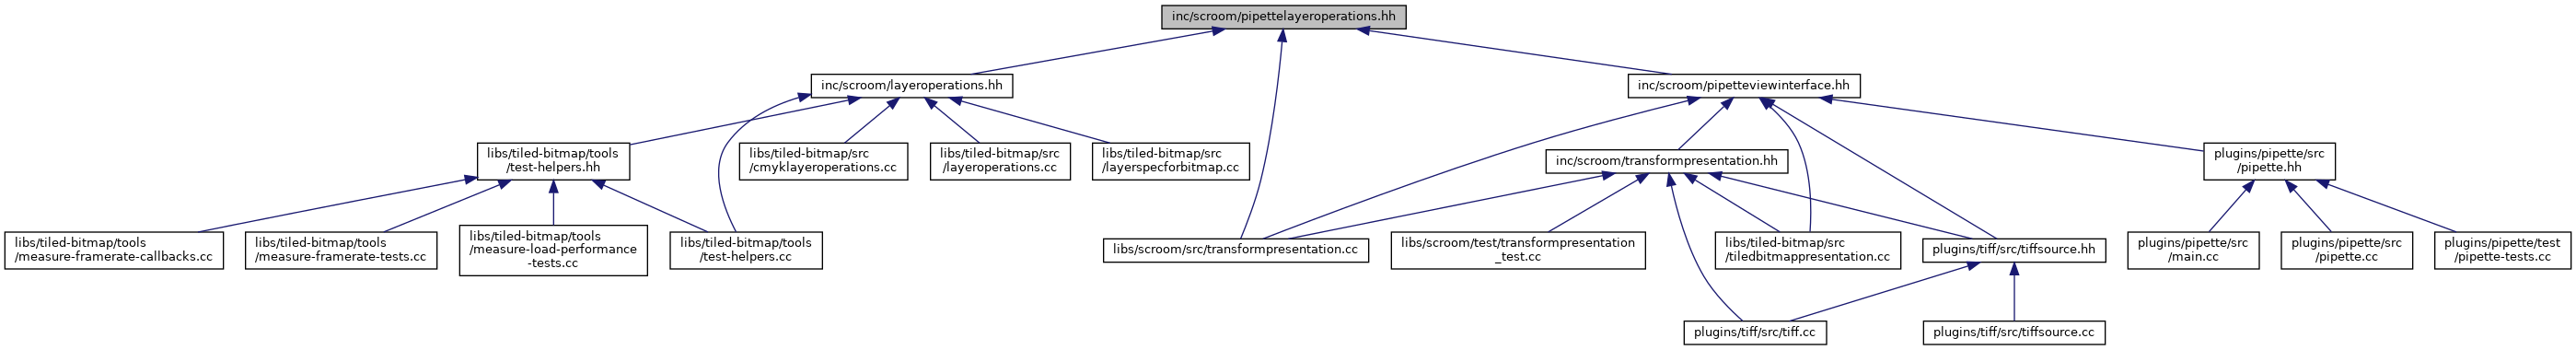 inc/scroom/pipettelayeroperations.hh
inc/scroom/layeroperations.hh
inc/scroom/pipetteviewinterface.hh
libs/tiled-bitmap/tools
/test-helpers.hh
libs/tiled-bitmap/src
/cmyklayeroperations.cc
libs/tiled-bitmap/src
/layeroperations.cc
libs/tiled-bitmap/src
/layerspecforbitmap.cc
inc/scroom/transformpresentation.hh
plugins/pipette/src
/pipette.hh
libs/tiled-bitmap/tools
/measure-framerate-callbacks.cc
libs/tiled-bitmap/tools
/measure-framerate-tests.cc
libs/tiled-bitmap/tools
/measure-load-performance
-tests.cc
libs/tiled-bitmap/tools
/test-helpers.cc
libs/scroom/src/transformpresentation.cc
libs/scroom/test/transformpresentation
_test.cc
libs/tiled-bitmap/src
/tiledbitmappresentation.cc
plugins/tiff/src/tiffsource.hh
plugins/pipette/src
/main.cc
plugins/pipette/src
/pipette.cc
plugins/pipette/test
/pipette-tests.cc
plugins/tiff/src/tiff.cc
plugins/tiff/src/tiffsource.cc